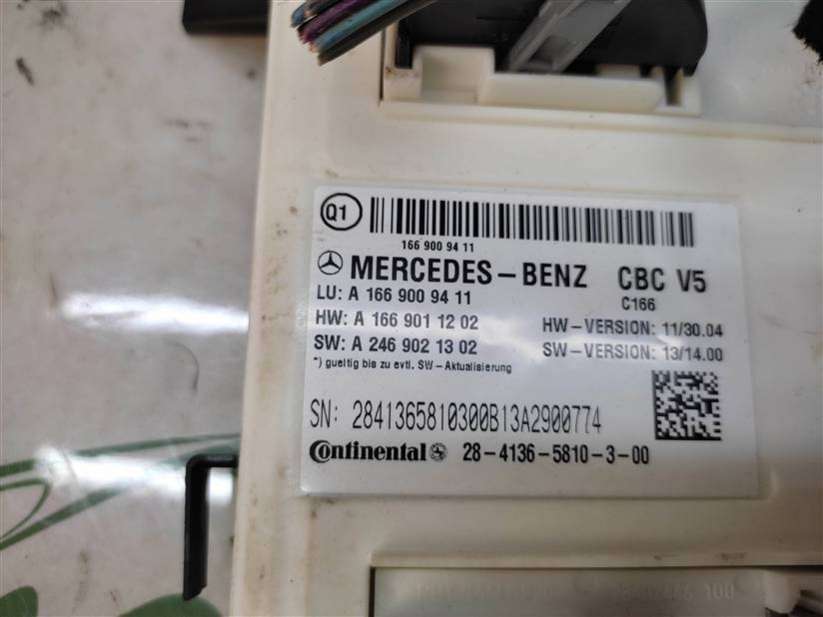 Q1
166 900 94 11
MERCEDES-BENZ CBC V5
C166
LU: A 166 900 94 11
HW: A 166 901 12 02 HW-VERSION: 11/30.04
SW: A 246 902 13 02 SW-VERSION: 13/14.00
*) gueltig bis zu evtl. SW-Aktualisierung
SN: 2841365810300B13A2900774
Continental 28-4136-5810-3-00
100